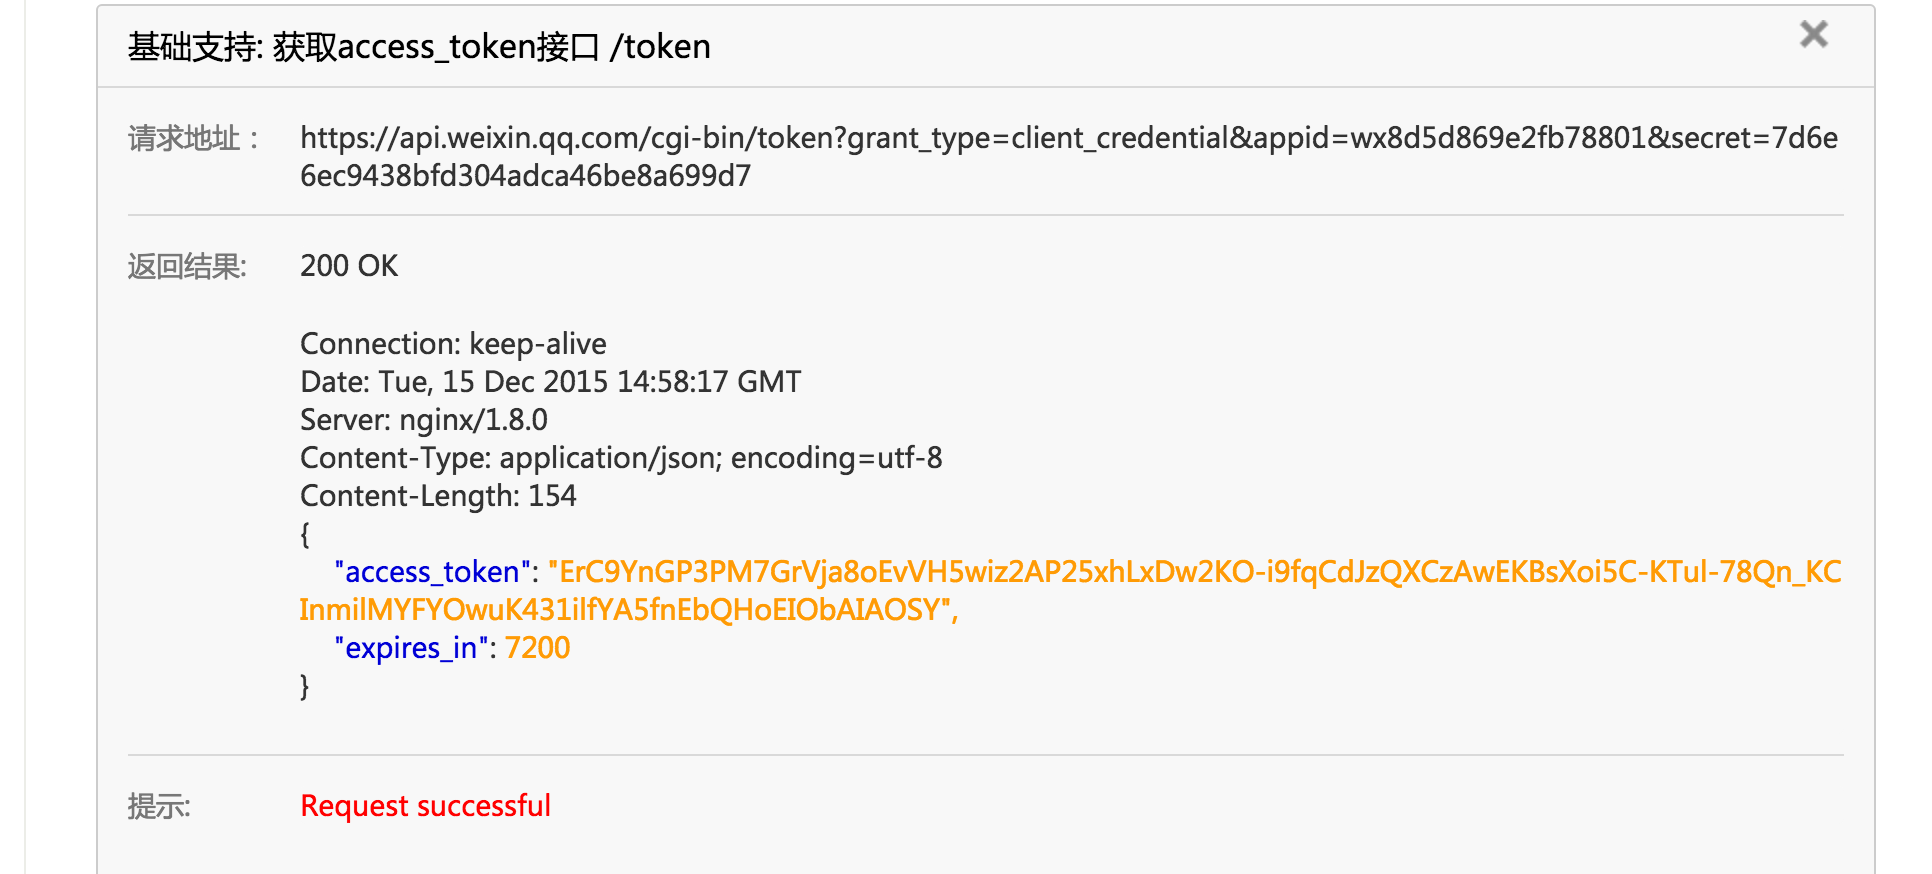 基础支持: 获取access_token接口 /token
请求地址： https://api.weixin.qq.com/cgi-bin/token?grant_type=client_credential&appid=wx8d5d869e2fb78801&secret=7d6e
6ec9438bfd304adca46be8a699d7
返回结果: 200 OK
Connection: keep-alive
Date: Tue, 15 Dec 2015 14:58:17 GMT
Server: nginx/1.8.0
Content-Type: application/json; encoding=utf-8
Content-Length: 154
{
"access_token": "ErC9YnGP3PM7GrVja8oEvVH5wiz2AP25xhLxDw2KO-i9fqCdJzQXCzAwEKBsXoi5C-KTul-78Qn_KC
InmilMYFYOwuK431ilfYA5fnEbQHoEIObAIAOSY",
"expires_in": 7200
}
提示: Request successful